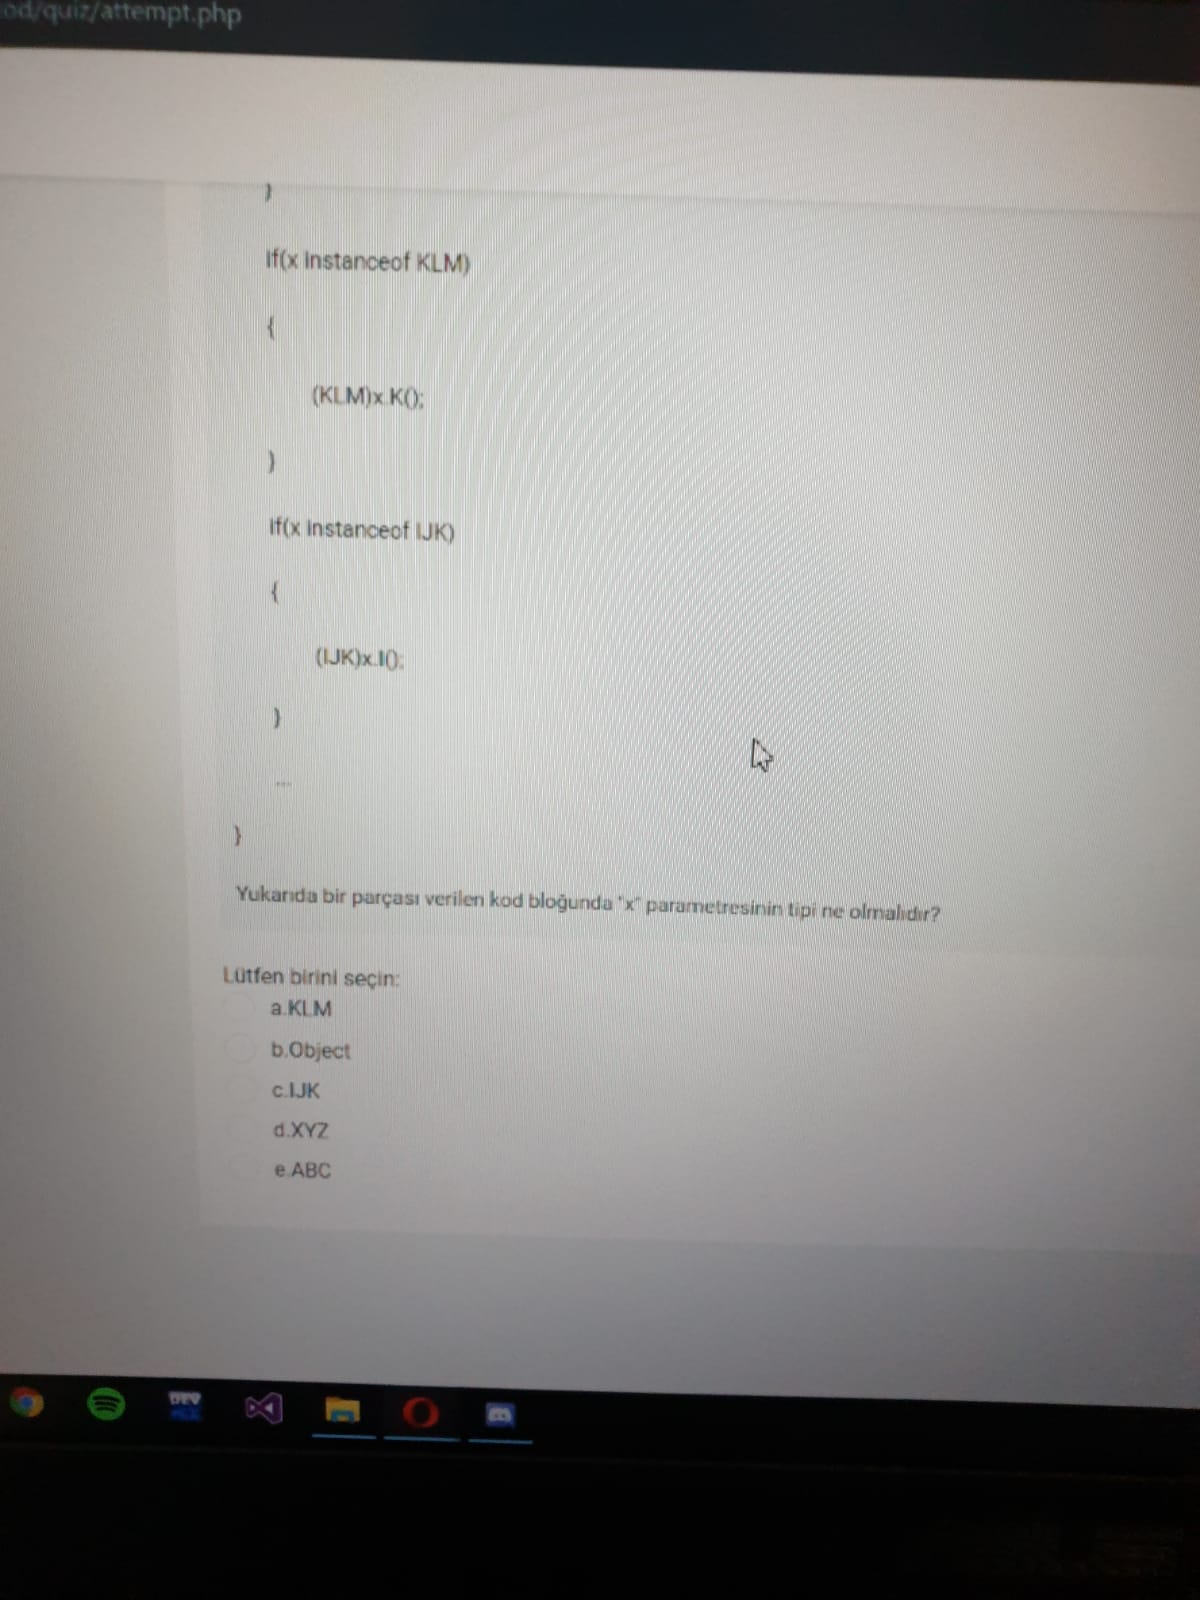 od/quiz/attempt.php
}
if(x instanceof KLM)
{
(KLM)x.K();
}
if(x instanceof IJK)
{
(IJK)x.I();
}
....
}
Yukarıda bir parçası verilen kod bloğunda "x" parametresinin tipi ne olmalıdır?
Lütfen birini seçin:
a.KLM
b.Object
c.IJK
d.XYZ
e.ABC
DEV